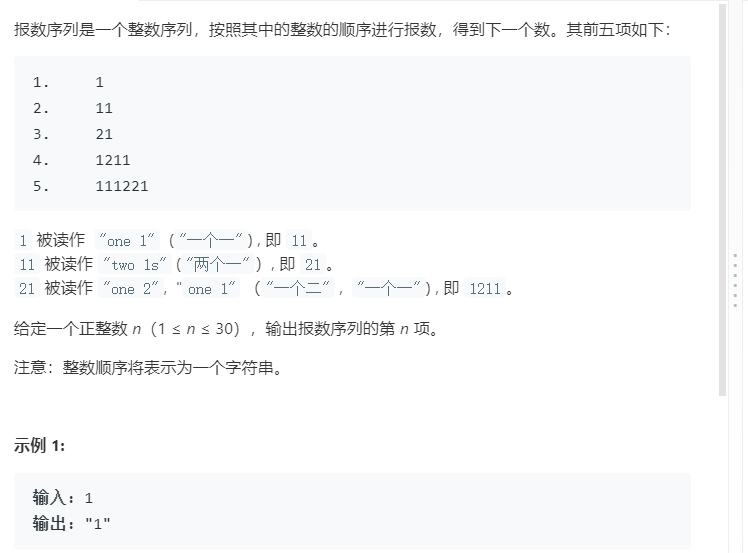 报数序列是一个整数序列，按照其中的整数的顺序进行报数，得到下一个数。其前五项如下：
1.     1
2.     11
3.     21
4.     1211
5.     111221
1 被读作 "one 1" ("一个一") , 即 11 。
11 被读作 "two 1s" ("两个一") , 即 21 。
21 被读作 "one 2", " one 1" ("一个二" , "一个一") , 即 1211 。
给定一个正整数 n（1 ≤ n ≤ 30），输出报数序列的第 n 项。
注意：整数顺序将表示为一个字符串。
示例 1:
输入：1
输出："1"